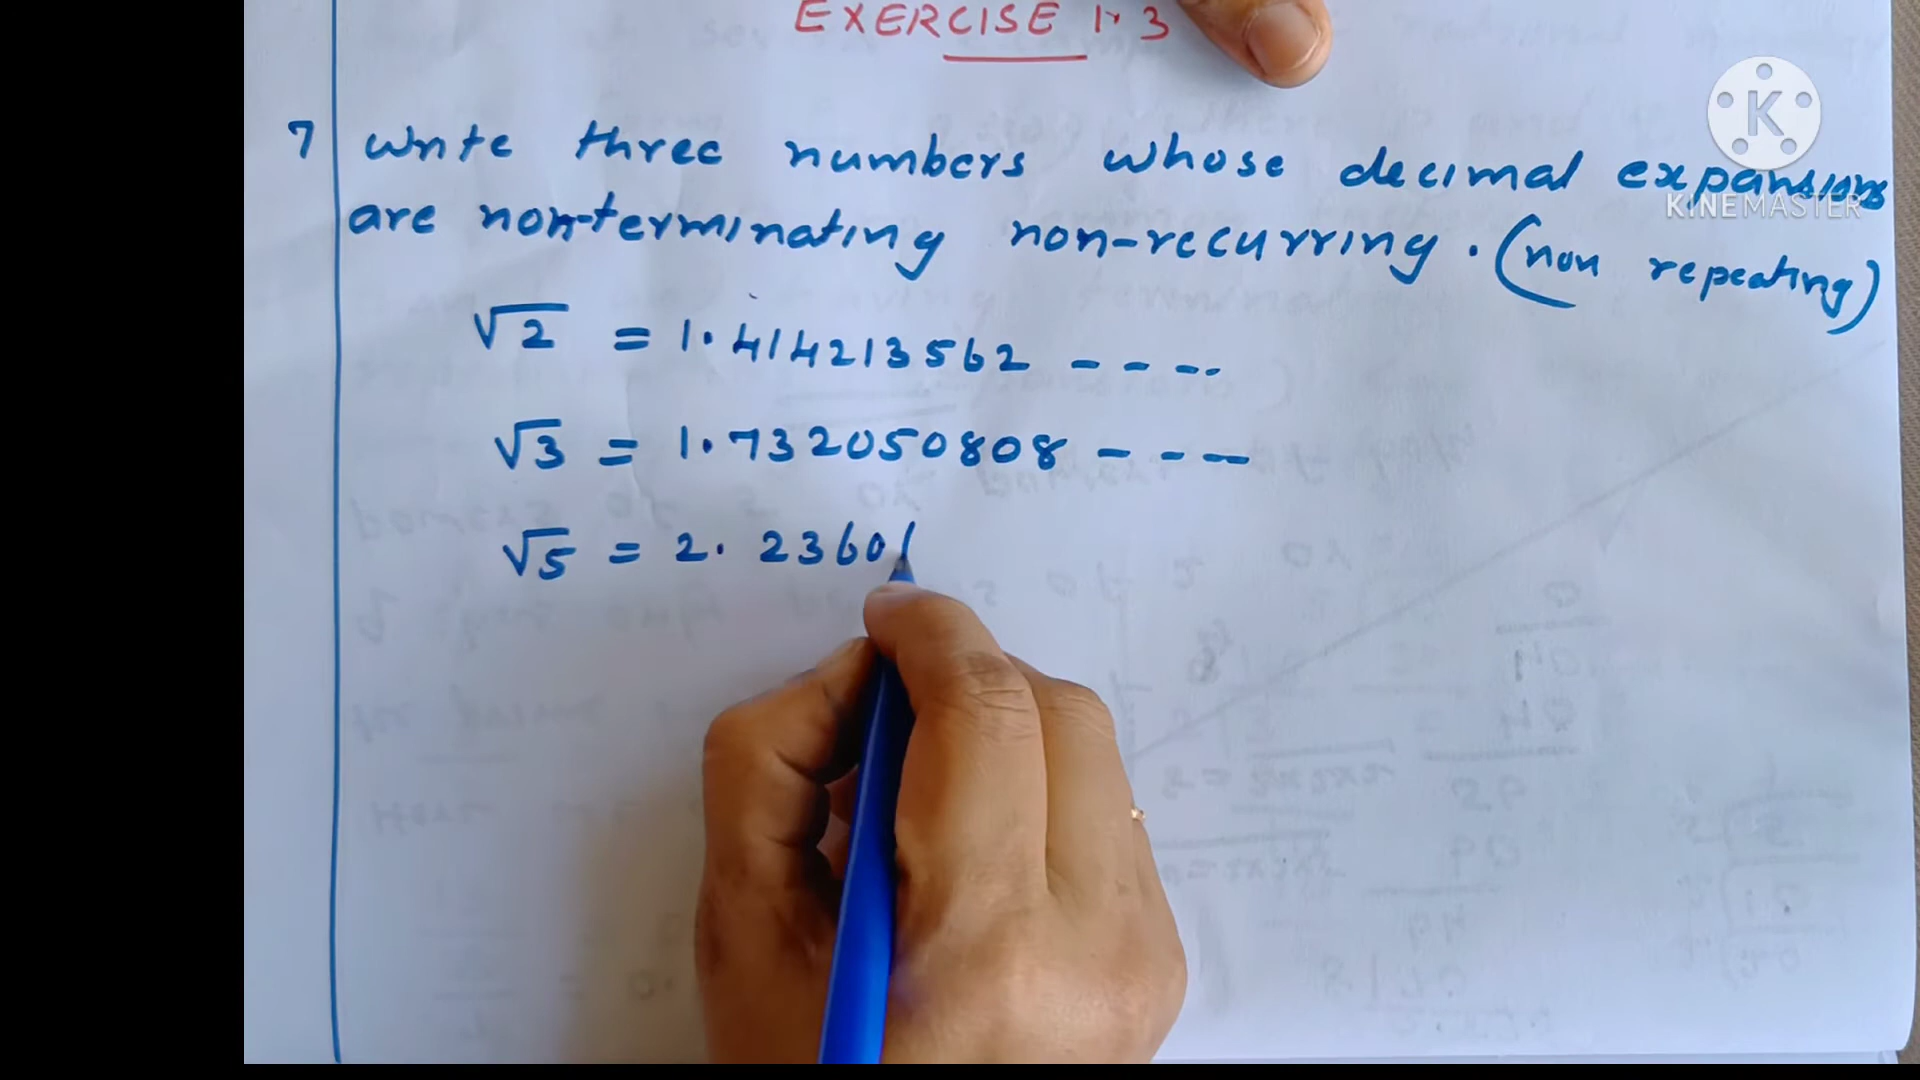 EXERCISE 1.3
7 Write three numbers whose decimal expansions
are non-terminating non-recurring. (non repeating)
√2 = 1.414213562 ----
√3 = 1.732050808 ---
√5 = 2.2360
K
KINEMASTER